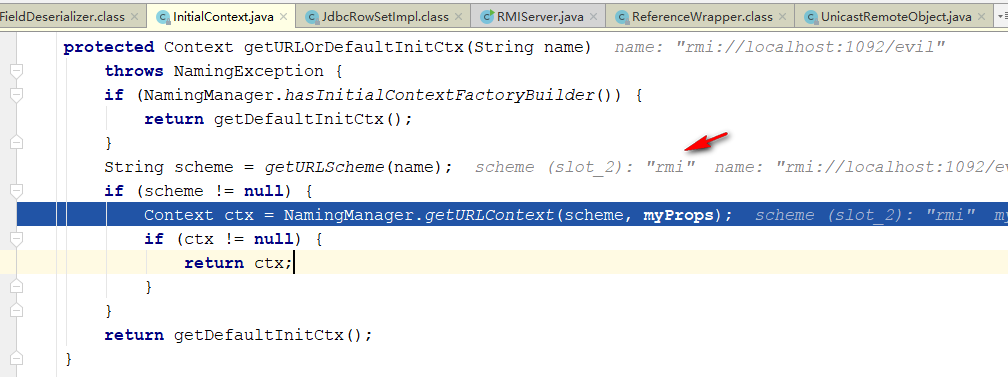 FieldDeserializer.class InitialContext.java JdbcRowSetImpl.class RMIServer.java ReferenceWrapper.class UnicastRemoteObject.java
protected Context getURLOrDefaultInitCtx(String name) name: "rmi://localhost:1092/evil"
throws NamingException {
if (NamingManager.hasInitialContextFactoryBuilder()) {
return getDefaultInitCtx();
}
String scheme = getURLScheme(name); scheme (slot_2): "rmi" name: "rmi://localhost:1092/ev
if (scheme != null) {
Context ctx = NamingManager.getURLContext(scheme, myProps); scheme (slot_2): "rmi" my
if (ctx != null) {
return ctx;
}
}
return getDefaultInitCtx();
}